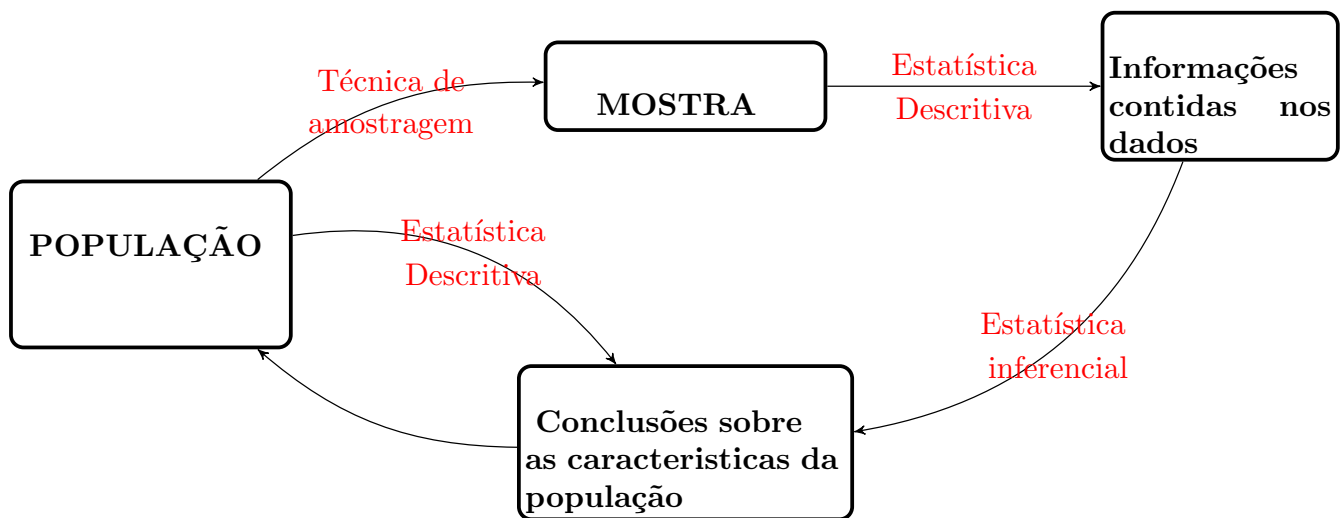 Técnica de
amostragem
MOSTRA
Estatística
Descritiva
Informações
contidas nos
dados
POPULAÇÃO
Estatística
Descritiva
Estatística
inferencial
Conclusões sobre
as caracteristicas da
população